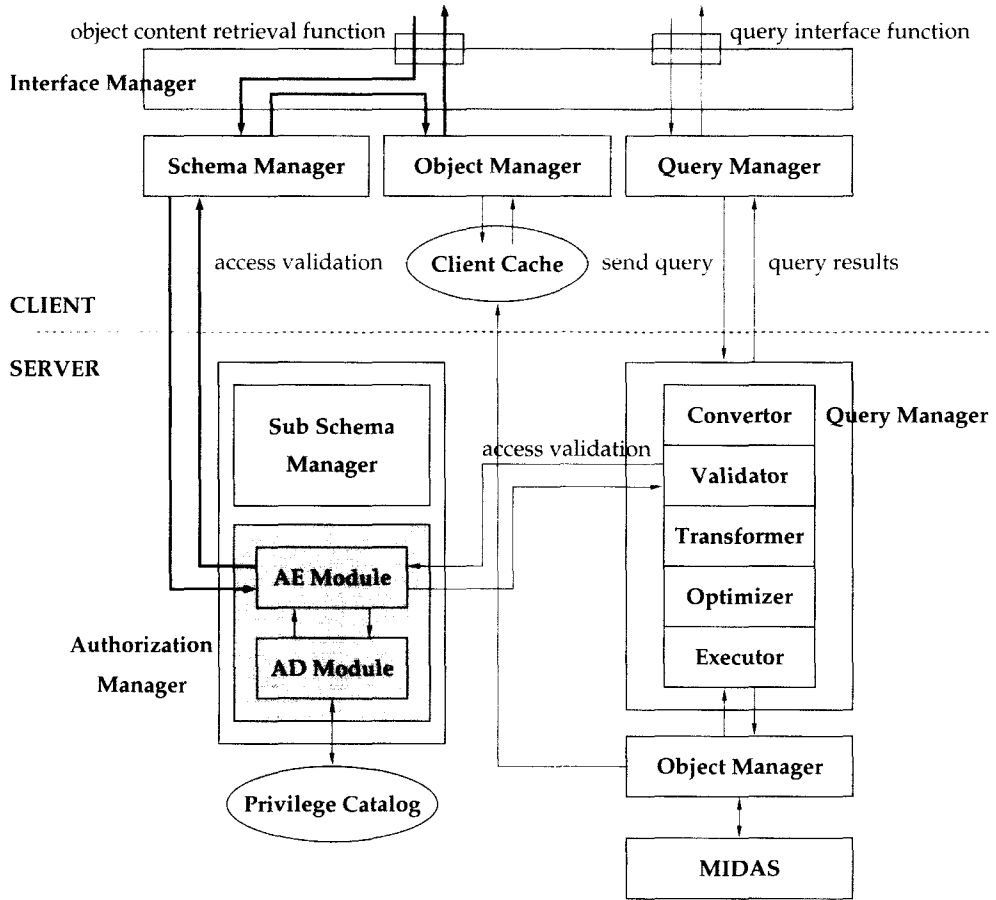 object content retrieval function
query interface function
Interface Manager
Schema Manager
Object Manager
Query Manager
access validation
Client Cache
send query
query results
CLIENT
SERVER
Sub Schema
Manager
Convertor
Query Manager
access validation
Validator
Transformer
AE Module
Optimizer
Authorization
Manager
AD Module
Executor
Object Manager
Privilege Catalog
MIDAS